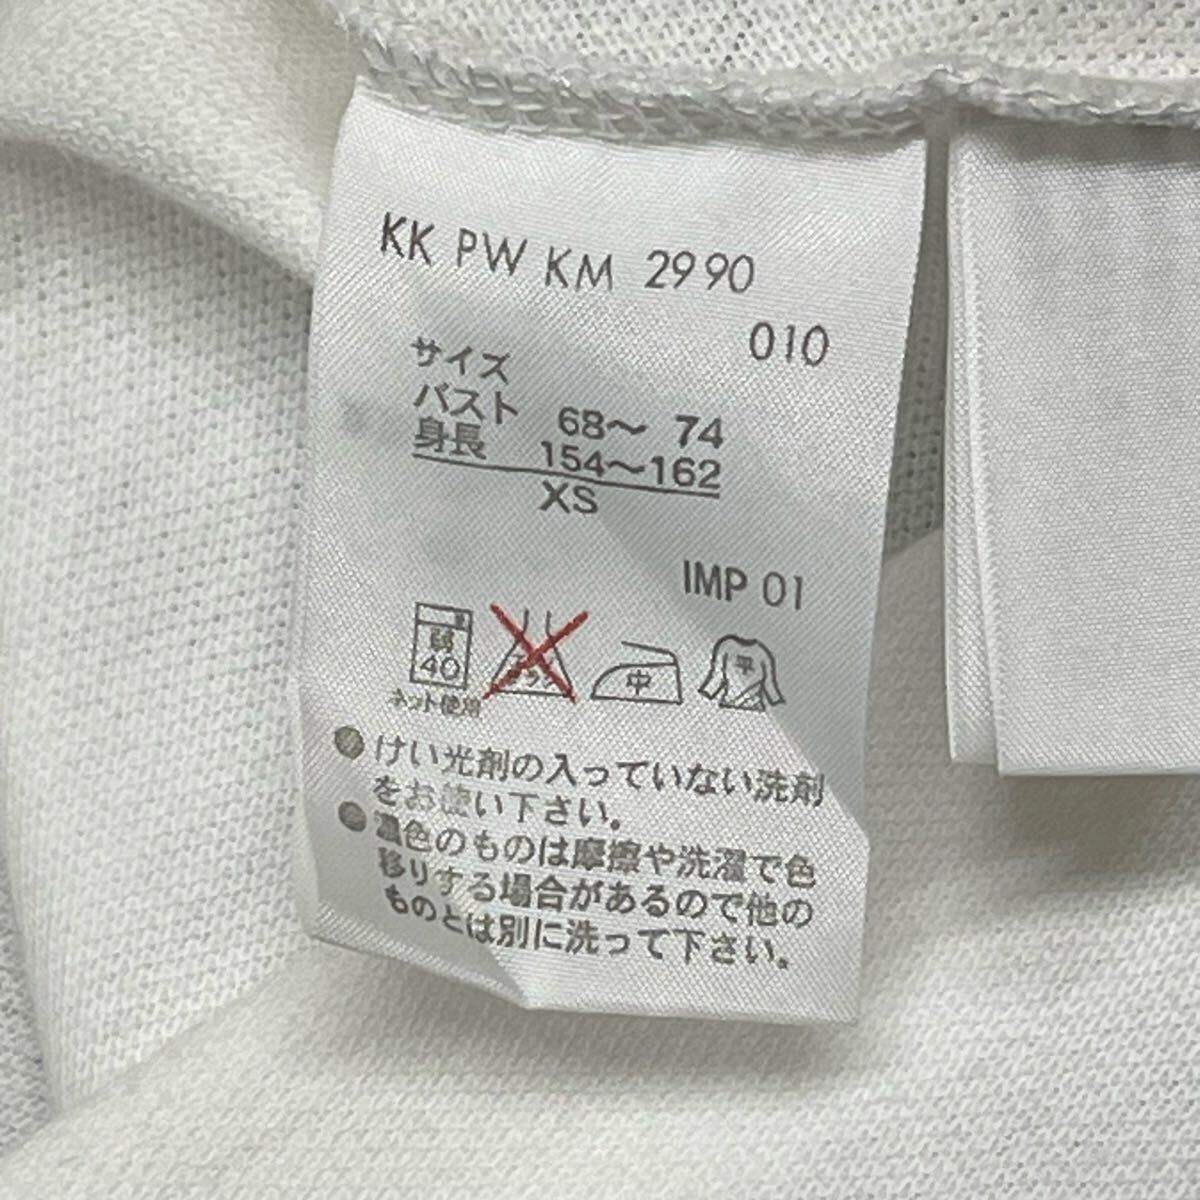 KK PW KM 2990
010
サイズ
バスト 68〜 74
身長 154〜162
XS
IMP 01
弱
40
ネット使用
中
平
●けい光剤の入っていない洗剤
をお使い下さい。
●濃色のものは摩擦や洗濯で色
移りする場合があるので他の
ものとは別に洗って下さい。